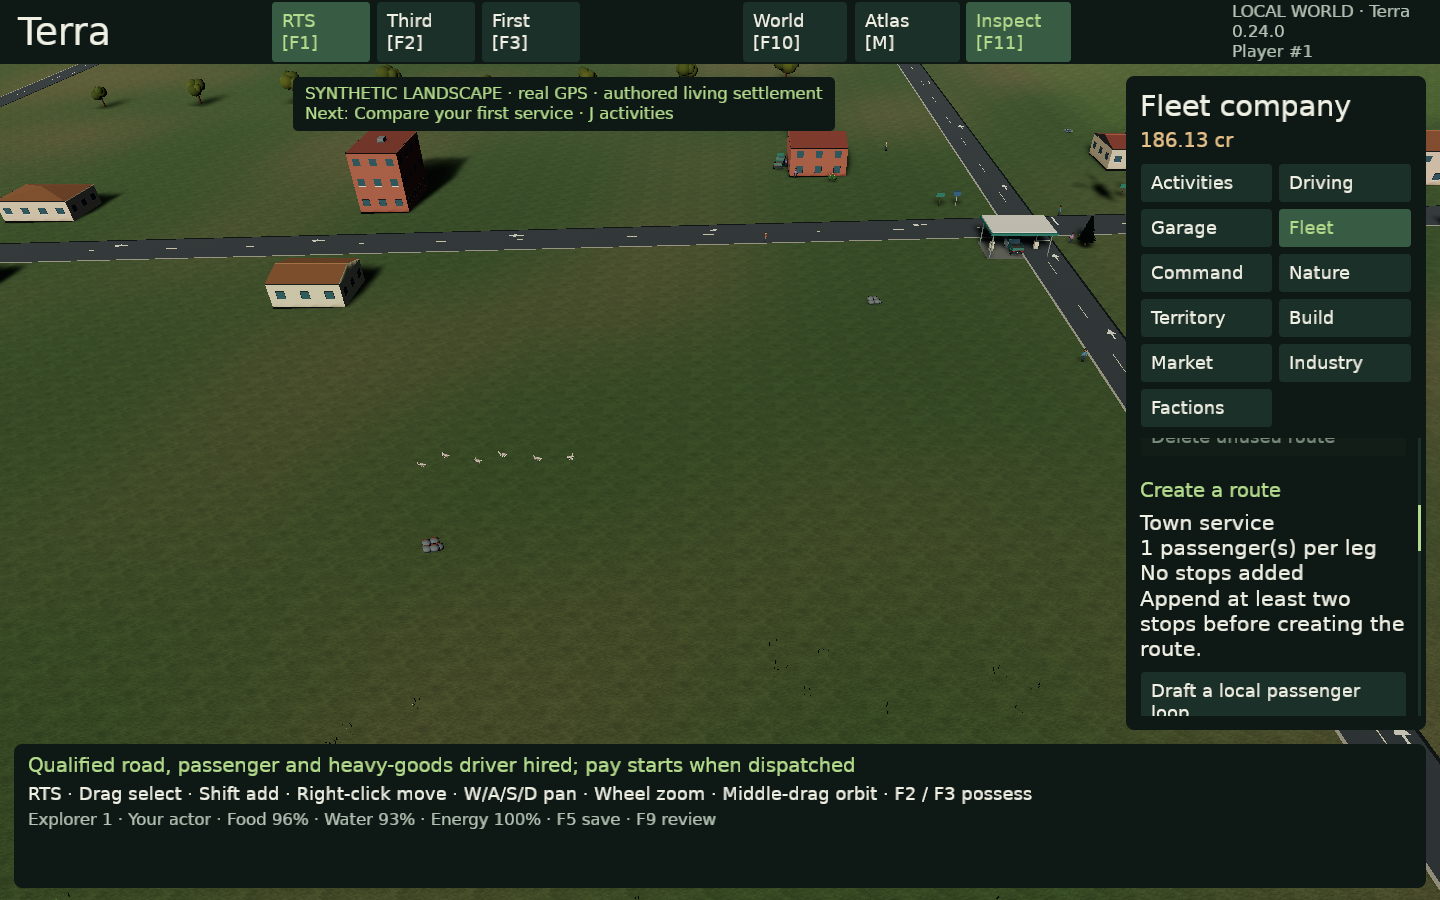 Terra
RTS
[F1]
Third
[F2]
First
[F3]
World
[F10]
Atlas
[M]
Inspect
[F11]
LOCAL WORLD · Terra
0.24.0
Player #1
SYNTHETIC LANDSCAPE · real GPS · authored living settlement
Next: Compare your first service · J activities
Fleet company
186.13 cr
Activities
Driving
Garage
Fleet
Command
Nature
Territory
Build
Market
Industry
Factions
Delete unused route
Create a route
Town service
1 passenger(s) per leg
No stops added
Append at least two
stops before creating the
route.
Draft a local passenger
loop
Qualified road, passenger and heavy-goods driver hired; pay starts when dispatched
RTS · Drag select · Shift add · Right-click move · W/A/S/D pan · Wheel zoom · Middle-drag orbit · F2 / F3 possess
Explorer 1 · Your actor · Food 96% · Water 93% · Energy 100% · F5 save · F9 review